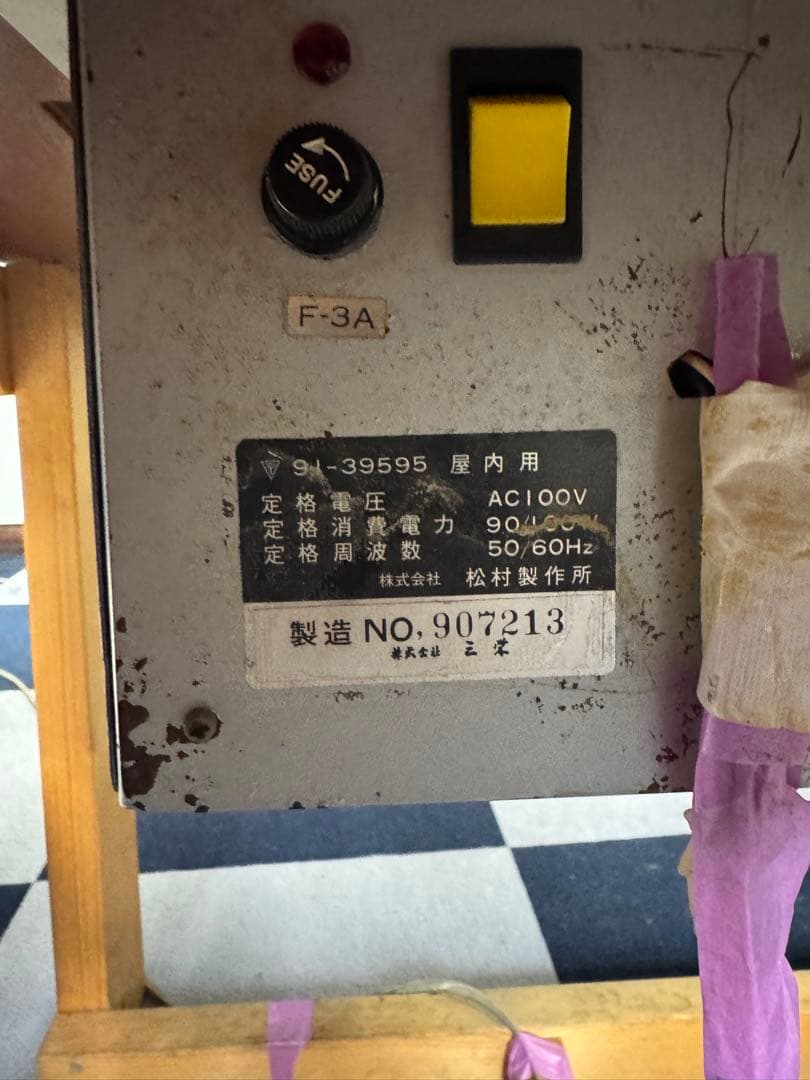 FUSE
F-3A
91-39595 屋内用
定格電圧 AC100V
定格消費電力 90/100W
定格周波数 50/60Hz
株式会社 松村製作所
製造 NO, 907213
株式会社 三栄